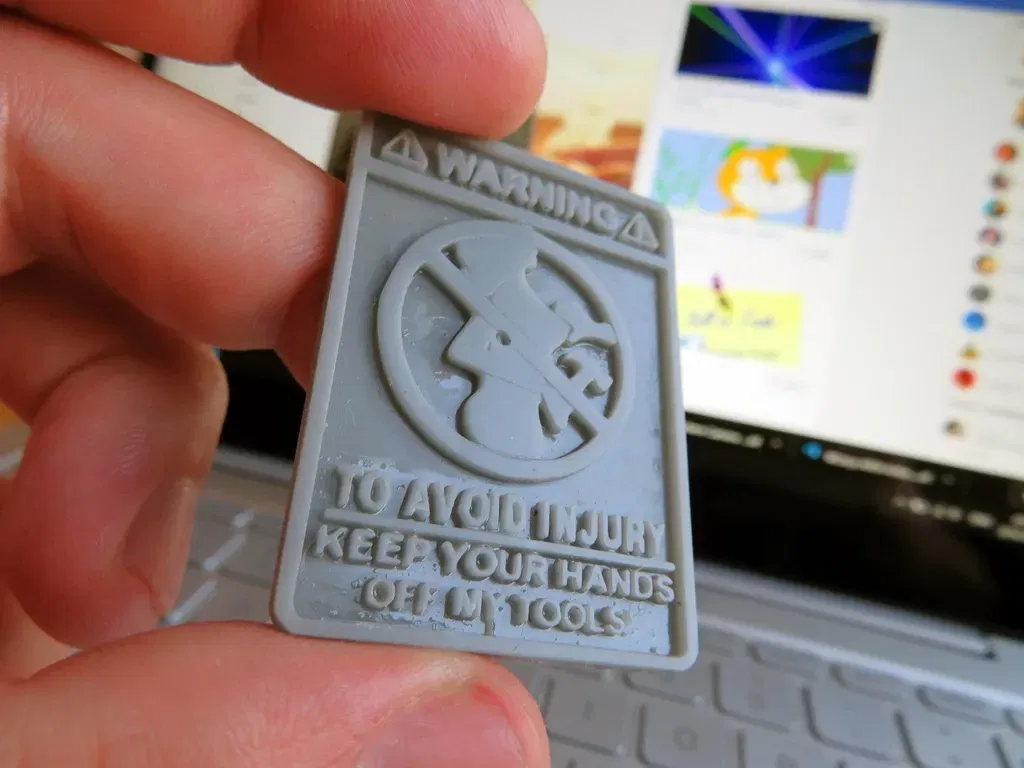 WARNING
TO AVOID INJURY
KEEP YOUR HANDS
OFF MY TOOLS